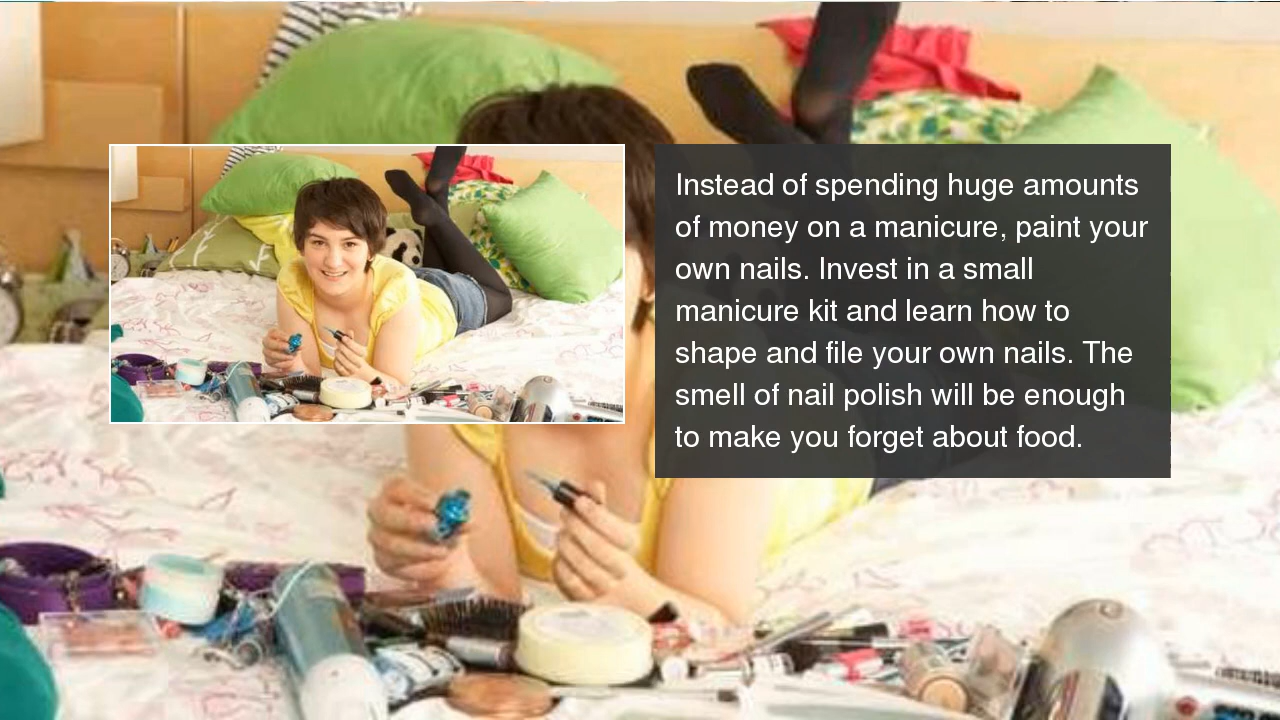 Instead of spending huge amounts
of money on a manicure, paint your
own nails. Invest in a small
manicure kit and learn how to
shape and file your own nails. The
smell of nail polish will be enough
to make you forget about food.